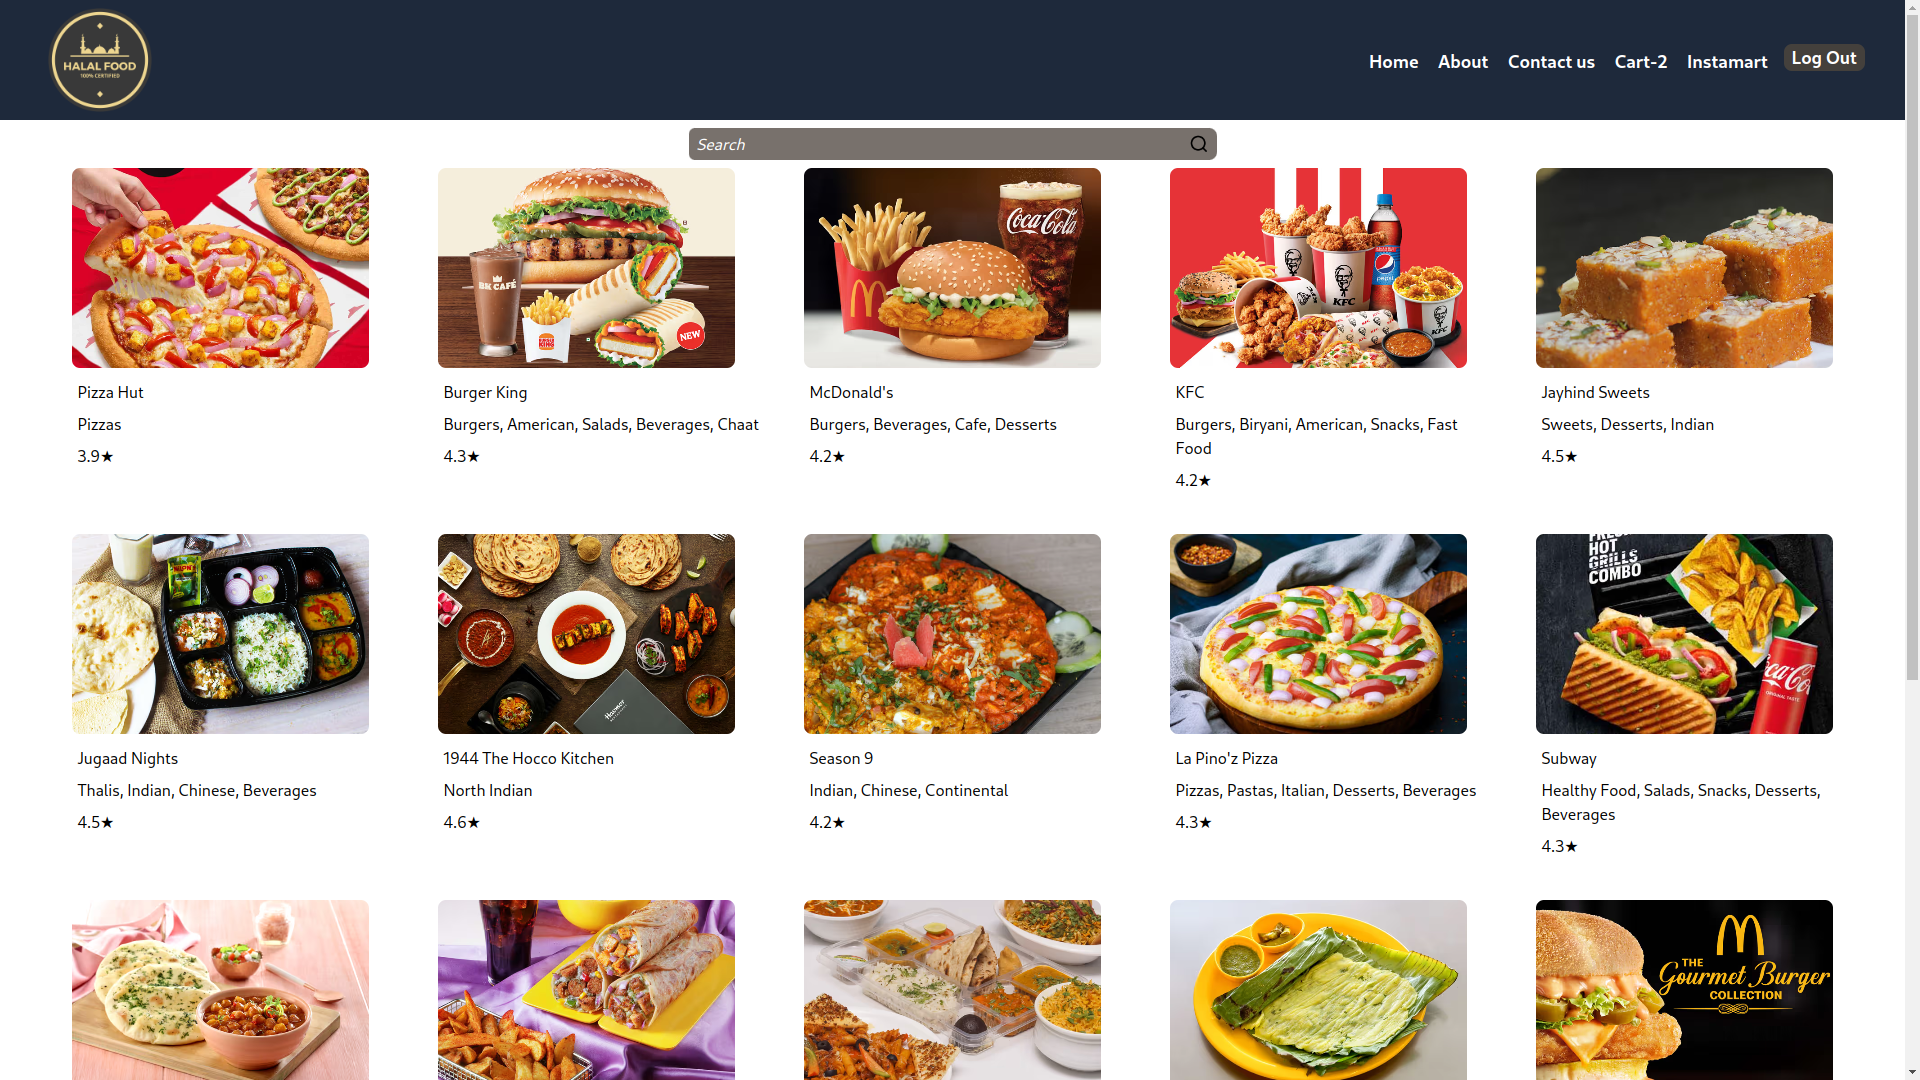 HALAL FOOD
100% CERTIFIED
Home
About
Contact us
Cart-2
Instamart
Log Out
Search
BK CAFÉ
NEW
Coca-Cola
KFC
pepsi
KFC
Pizza Hut
Pizzas
3.9★
Burger King
Burgers, American, Salads, Beverages, Chaat
4.3★
McDonald's
Burgers, Beverages, Cafe, Desserts
4.2★
KFC
Burgers, Biryani, American, Snacks, Fast
Food
4.2★
Jayhind Sweets
Sweets, Desserts, Indian
4.5★
HOT
GRILLS
COMBO
Jugaad Nights
Thalis, Indian, Chinese, Beverages
4.5★
1944 The Hocco Kitchen
North Indian
4.6★
Season 9
Indian, Chinese, Continental
4.2★
La Pino'z Pizza
Pizzas, Pastas, Italian, Desserts, Beverages
4.3★
Subway
Healthy Food, Salads, Snacks, Desserts,
Beverages
4.3★
THE
Gourmet Burger
COLLECTION